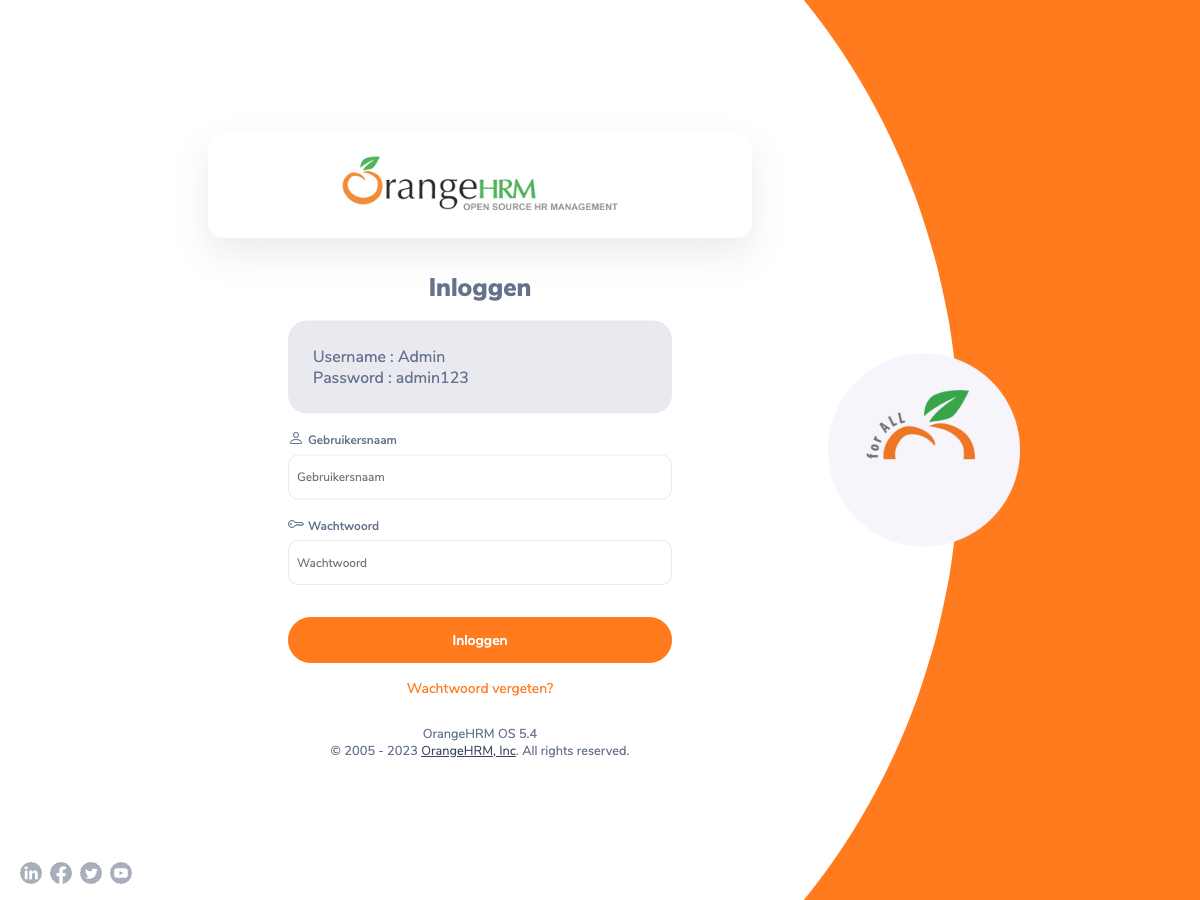 OrangeHRM
OPEN SOURCE HR MANAGEMENT
Inloggen
Username : Admin
Password : admin123
Gebruikersnaam
Gebruikersnaam
Wachtwoord
Wachtwoord
Inloggen
Wachtwoord vergeten?
OrangeHRM OS 5.4
© 2005 - 2023 OrangeHRM, Inc. All rights reserved.
for ALL